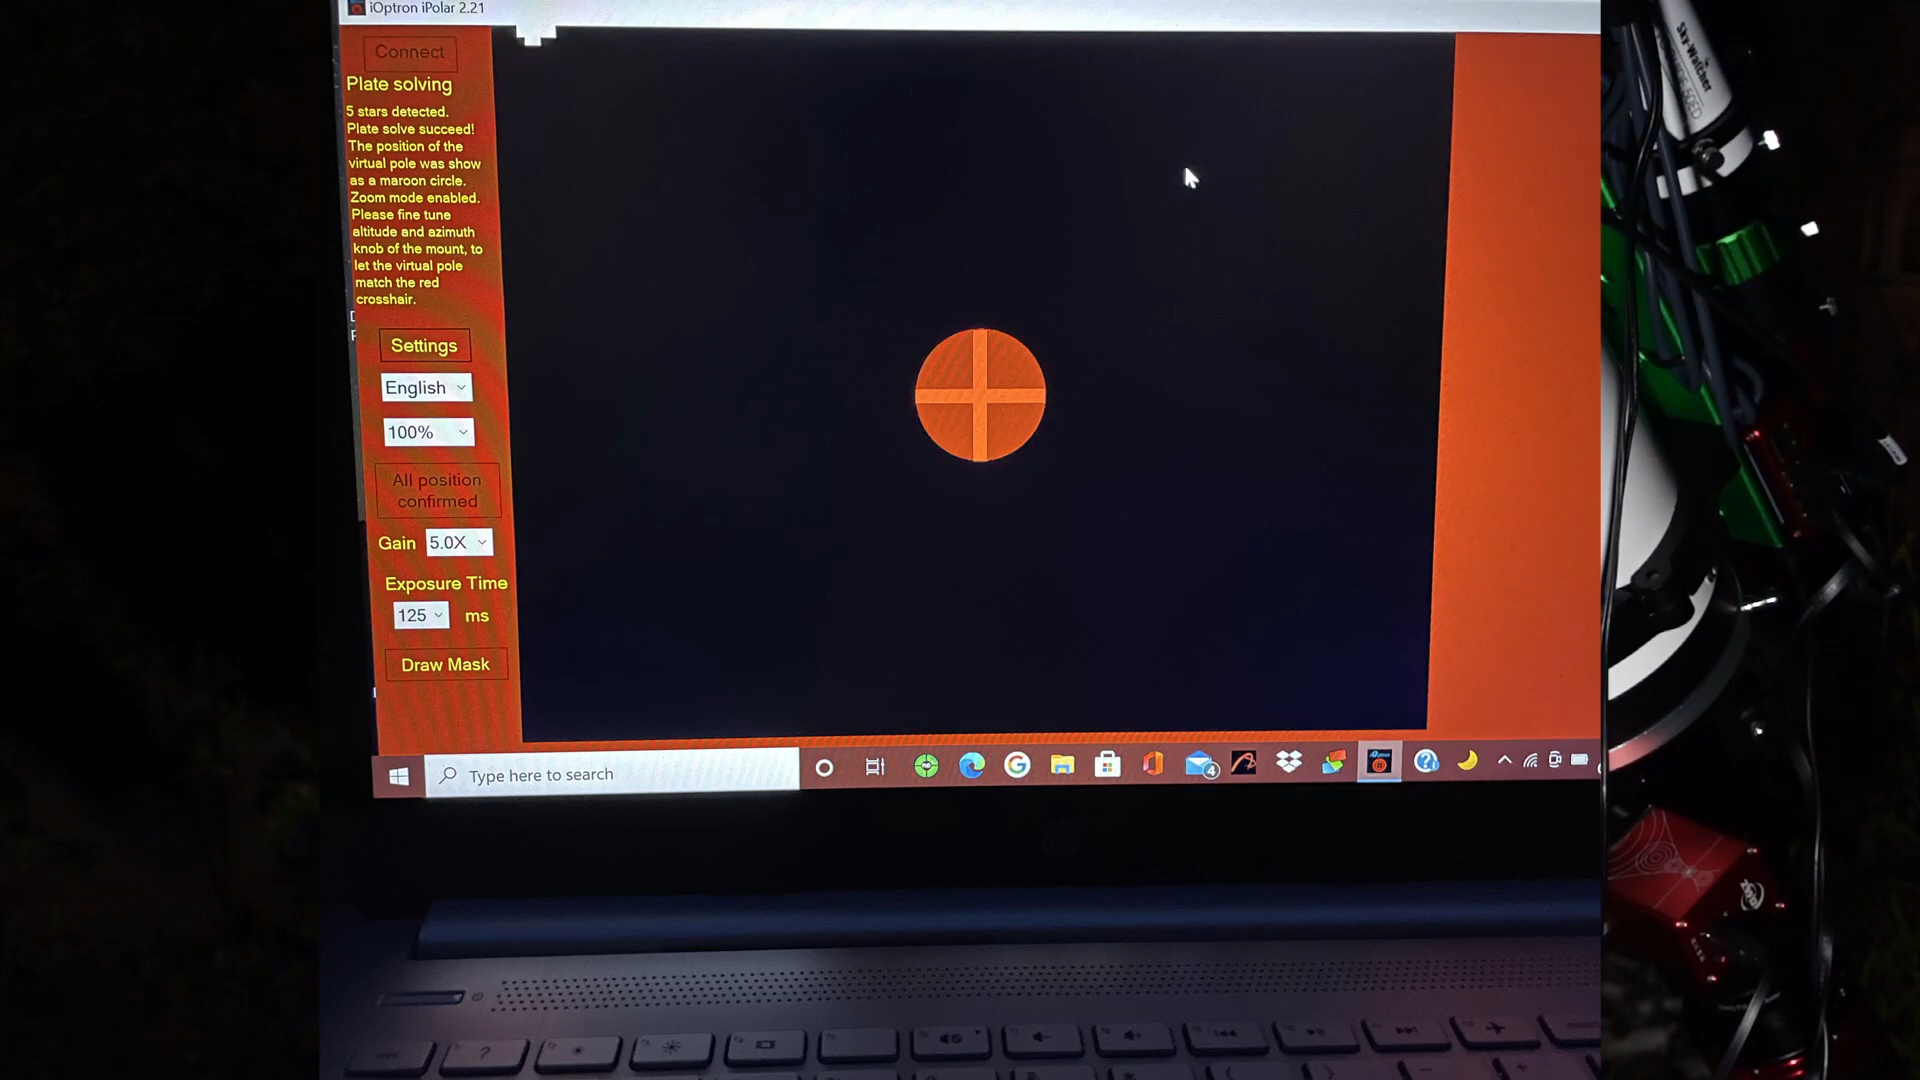 iOptron iPolar 2.21
Connect
Plate solving
5 stars detected.
Plate solve succeed!
The position of the
virtual pole was show
as a maroon circle.
Zoom mode enabled.
Please fine tune
altitude and azimuth
knob of the mount, to
let the virtual pole
match the red
crosshair.
Settings
English
100%
All position
confirmed
Gain 5.0X
Exposure Time
125 ms
Draw Mask
Type here to search
4
Sky-Watcher